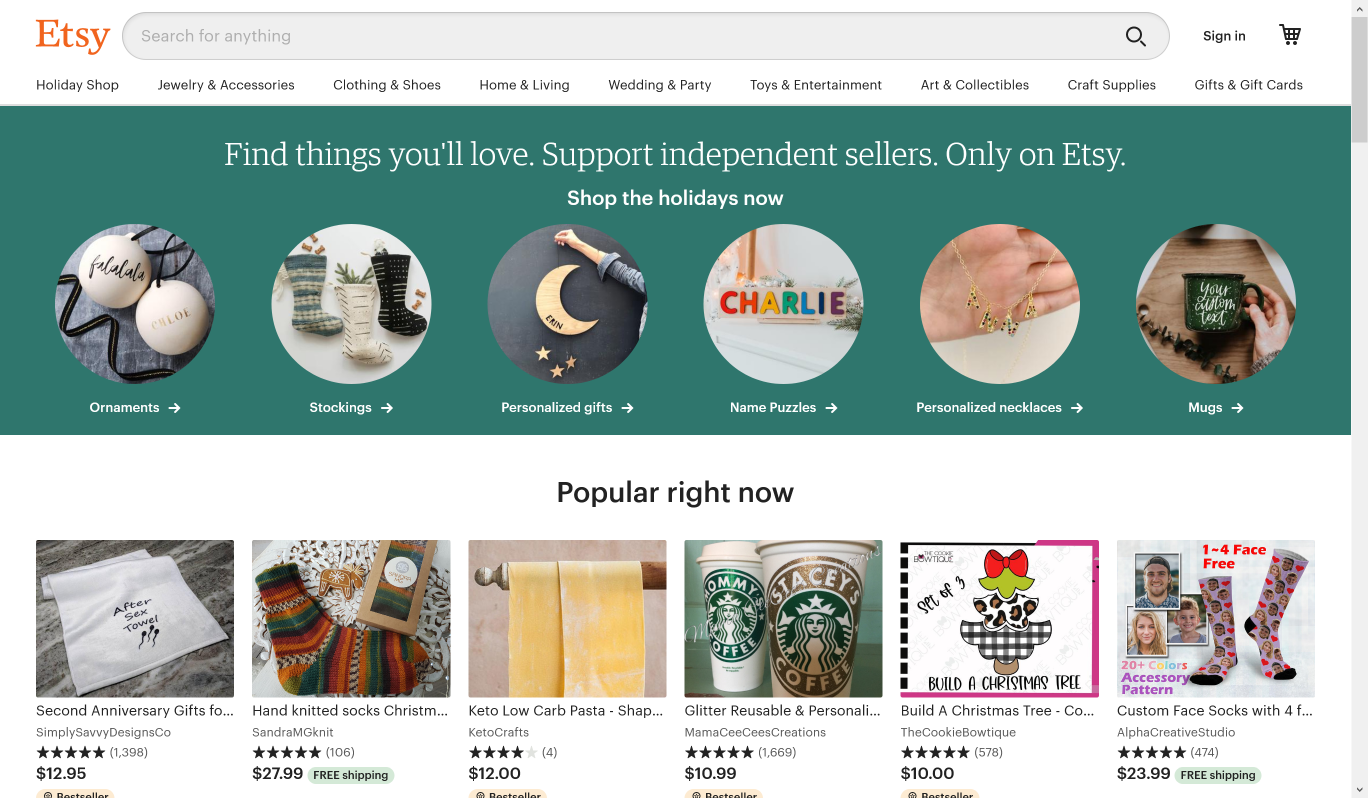 Etsy
Search for anything
Sign in
Holiday Shop
Jewelry & Accessories
Clothing & Shoes
Home & Living
Wedding & Party
Toys & Entertainment
Art & Collectibles
Craft Supplies
Gifts & Gift Cards
Find things you'll love. Support independent sellers. Only on Etsy.
Shop the holidays now
falalala
CHLOE
ERIN
CHARLIE
Your
custom
text
Ornaments
Stockings
Personalized gifts
Name Puzzles
Personalized necklaces
Mugs
Popular right now
After
Sex
Towel
TOMMY
COFFEE
STACEY'S
COFFEE
THE COOKIE
BOWTIQUE
Set of 3
BUILD A CHRISTMAS TREE
1~4 Face
Free
20+ Colors
Accessory
Pattern
Second Anniversary Gifts fo...
SimplySavvyDesignsCo
(1,398)
$12.95
Bestseller
Hand knitted socks Christm...
SandraMGknit
(106)
$27.99 FREE shipping
Keto Low Carb Pasta - Shap...
KetoCrafts
(4)
$12.00
Bestseller
Glitter Reusable & Personali...
MamaCeeCeesCreations
(1,669)
$10.99
Bestseller
Build A Christmas Tree - Co...
TheCookieBowtique
(578)
$10.00
Bestseller
Custom Face Socks with 4 f...
AlphaCreativeStudio
(474)
$23.99 FREE shipping